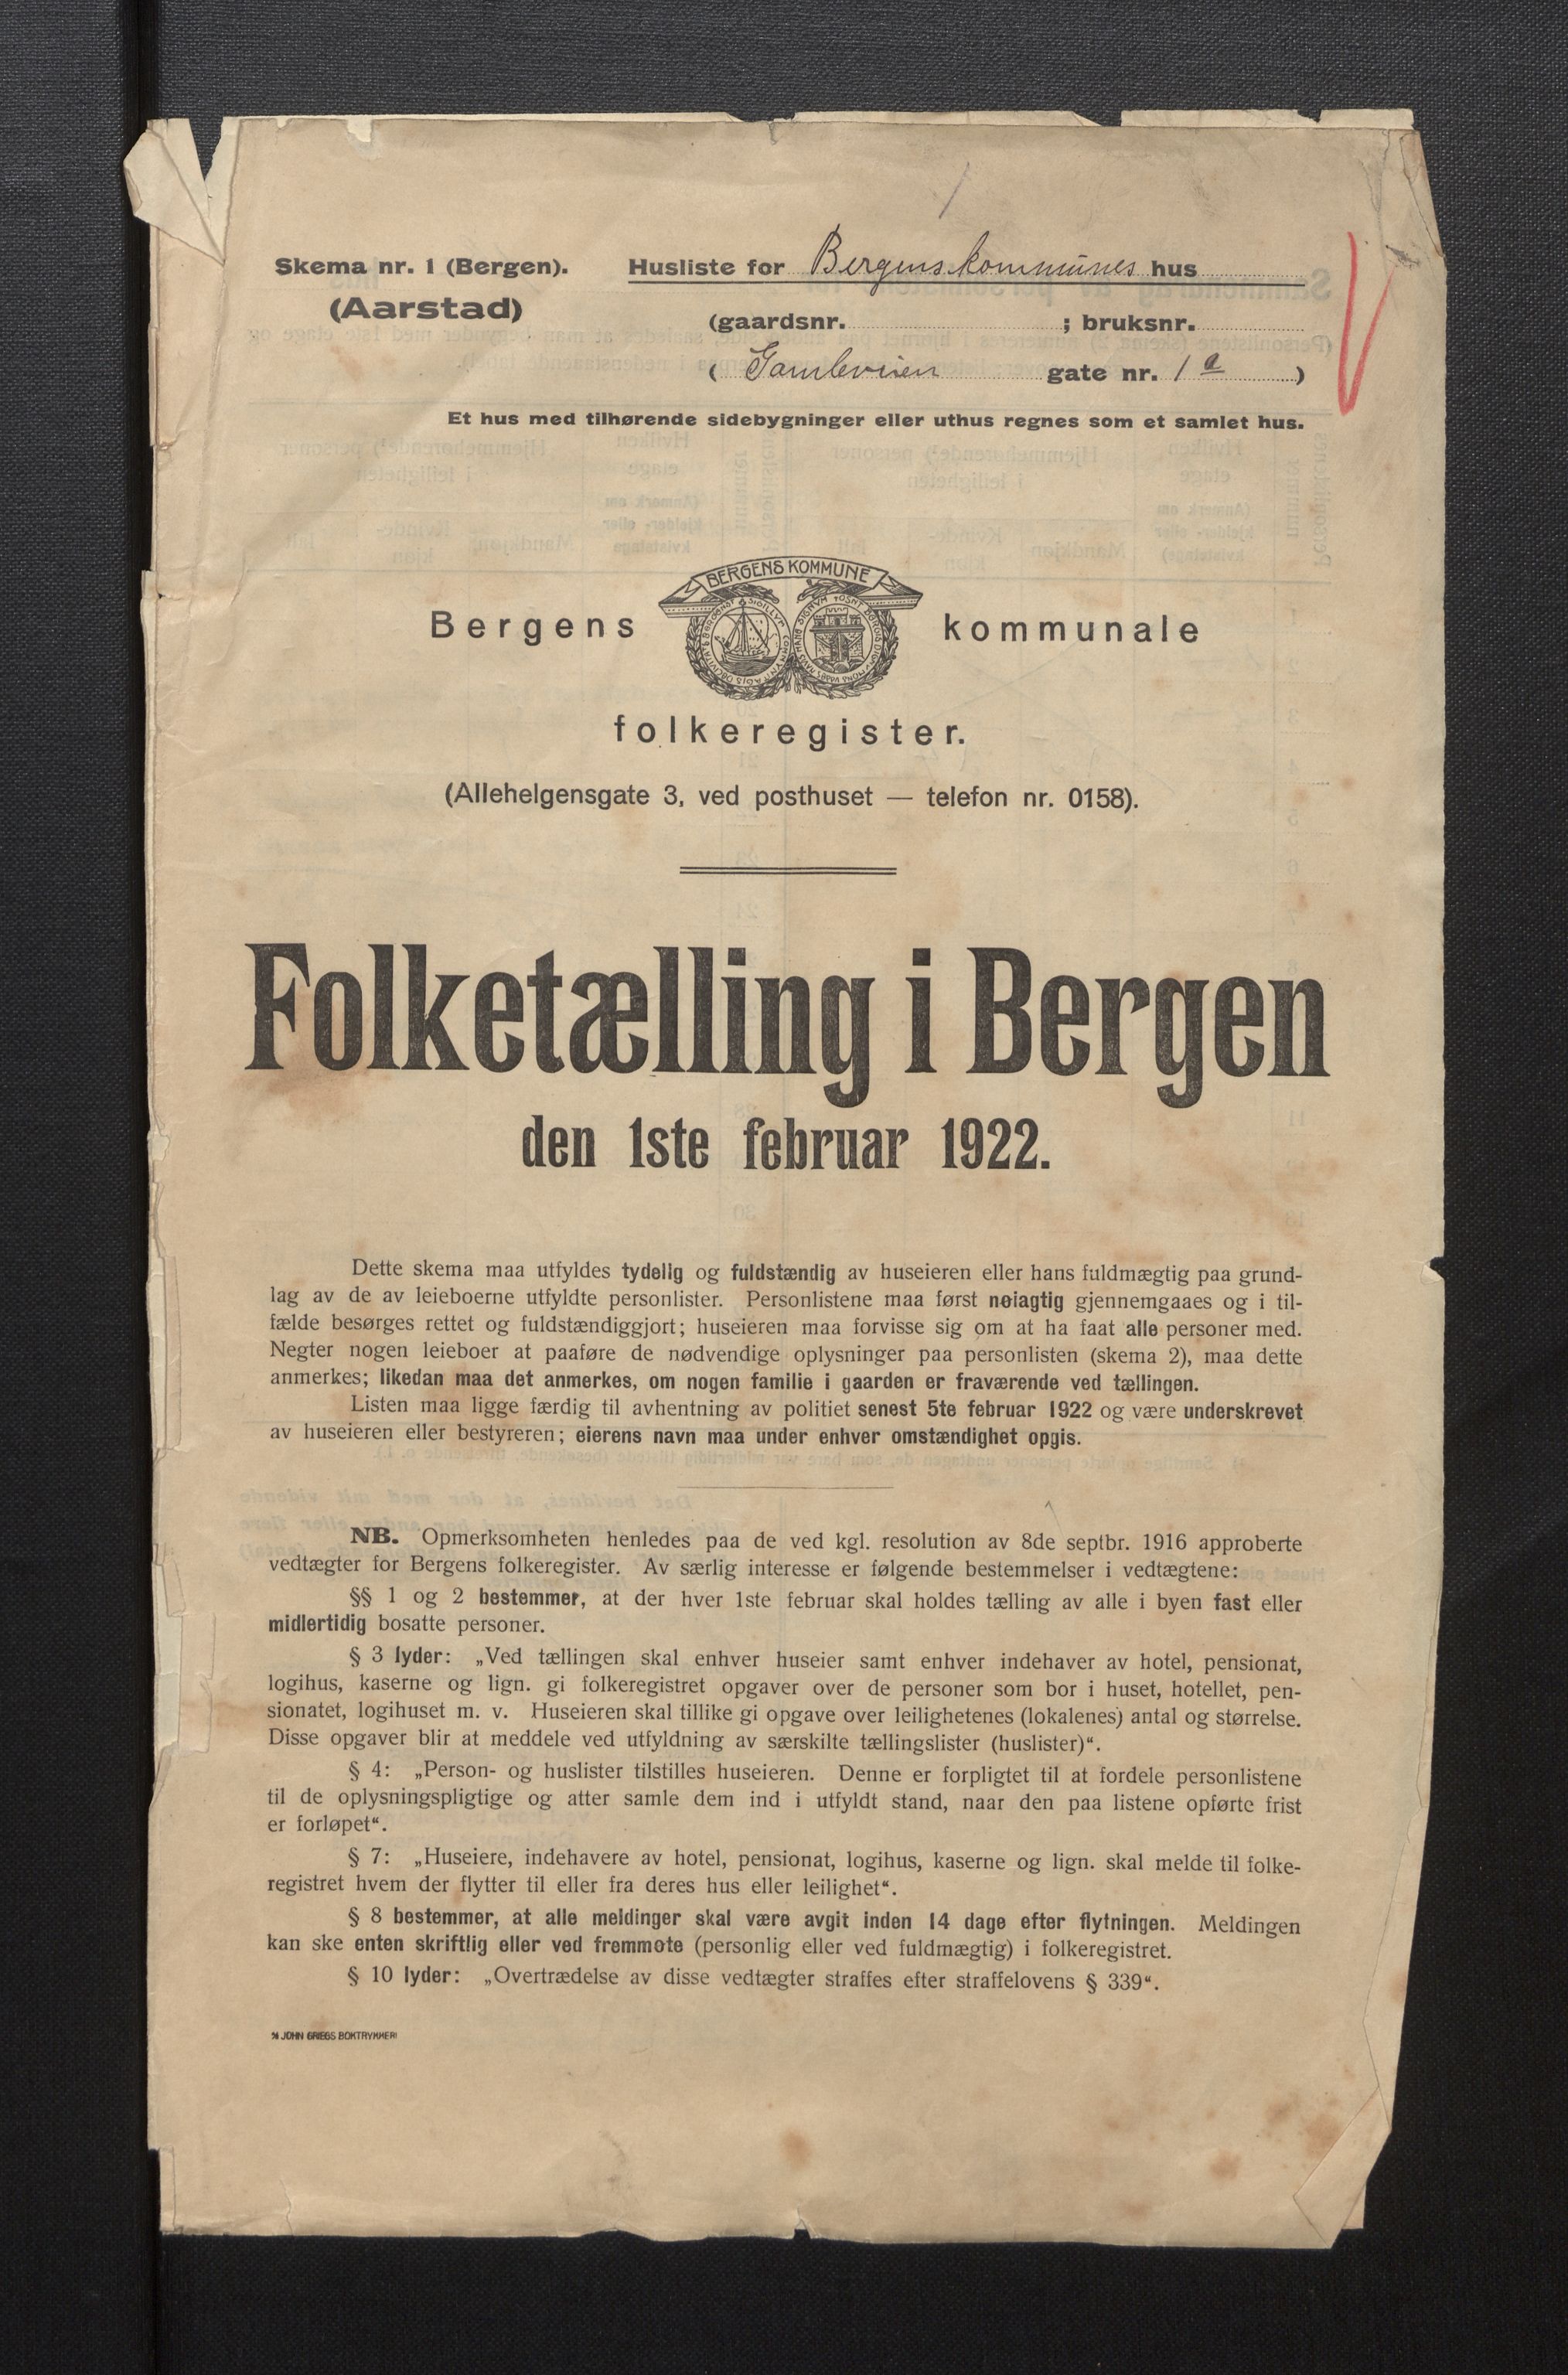 Skema nr. 1 (Bergen).
(Aarstad)
Husliste for Bergens kommunes hus
(gaardsnr. ; bruksnr.
( Gamleveien gate nr. 1 a )
Et hus med tilhørende sidebygninger eller uthus regnes som et samlet hus.
BERGENS KOMMUNE
Bergens kommunale
folkeregister.
(Allehelgensgate 3, ved posthuset — telefon nr. 0158).
Folketælling i Bergen
den 1ste februar 1922.
Dette skema maa utfyldes tydelig og fuldstændig av huseieren eller hans fuldmægtig paa grund-
lag av de av leieboerne utfyldte personlister. Personlistene maa først nøiagtig gjennemgaaes og i til-
fælde besørges rettet og fuldstændiggjort; huseieren maa forvisse sig om at ha faat alle personer med.
Negter nogen leieboer at paaføre de nødvendige oplysninger paa personlisten (skema 2), maa dette
anmerkes; likedan maa det anmerkes, om nogen familie i gaarden er fraværende ved tællingen.
Listen maa ligge færdig til avhentning av politiet senest 5te februar 1922 og være underskrevet
av huseieren eller bestyreren; eierens navn maa under enhver omstændighet opgis.
NB. Opmerksomheten henledes paa de ved kgl. resolution av 8de septbr. 1916 approberte
vedtægter for Bergens folkeregister. Av særlig interesse er følgende bestemmelser i vedtægtene:
§§ 1 og 2 bestemmer, at der hver 1ste februar skal holdes tælling av alle i byen fast eller
midlertidig bosatte personer.
§ 3 lyder: „Ved tællingen skal enhver huseier samt enhver indehaver av hotel, pensionat,
logihus, kaserne og lign. gi folkeregistret opgaver over de personer som bor i huset, hotellet, pen-
sionatet, logihuset m. v. Huseieren skal tillike gi opgave over leilighetenes (lokalenes) antal og størrelse.
Disse opgaver blir at meddele ved utfyldning av særskilte tællingslister (huslister)“.
§ 4: „Person- og huslister tilstilles huseieren. Denne er forpligtet til at fordele personlistene
til de oplysningspligtige og atter samle dem ind i utfyldt stand, naar den paa listene opførte frist
er forløpet“.
§ 7: „Huseiere, indehavere av hotel, pensionat, logihus, kaserne og lign. skal melde til folke-
registret hvem der flytter til eller fra deres hus eller leilighet“.
§ 8 bestemmer, at alle meldinger skal være avgit inden 14 dage efter flytningen. Meldingen
kan ske enten skriftlig eller ved fremmøte (personlig eller ved fuldmægtig) i folkeregistret.
§ 10 lyder: „Overtrædelse av disse vedtægter straffes efter straffelovens § 339“.
JOHN GRIEGS BOKTRYKKERI